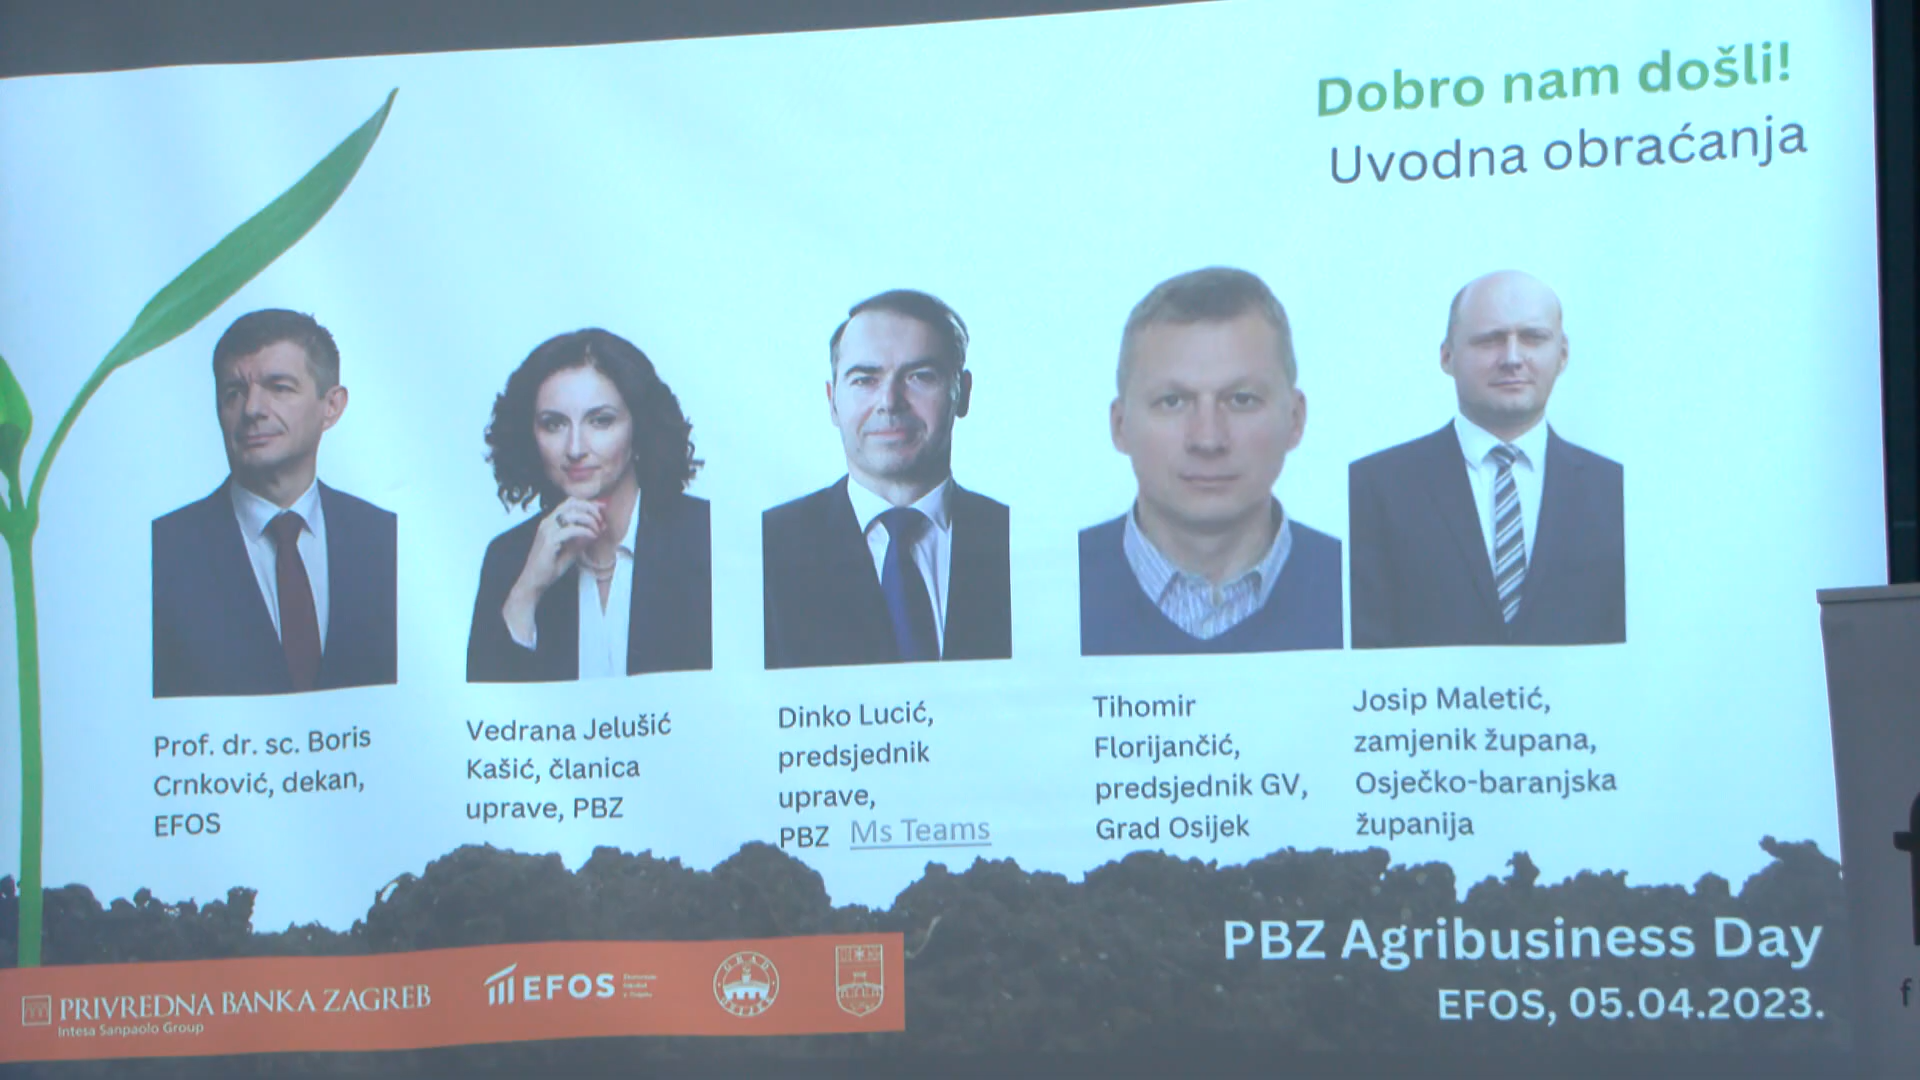 Dobro nam došli!
Uvodna obraćanja
Prof. dr. sc. Boris
Crnković, dekan,
EFOS
Vedrana Jelušić
Kašić, članica
uprave, PBZ
Dinko Lucić,
predsjednik
uprave,
PBZ Ms Teams
Tihomir
Florijančić,
predsjednik GV,
Grad Osijek
Josip Maletić,
zamjenik župana,
Osječko-baranjska
županija
PBZ Agribusiness Day
EFOS, 05.04.2023.
PRIVREDNA BANKA ZAGREB
Intesa Sanpaolo Group
EFOS
GRAD
OSIJEK
f